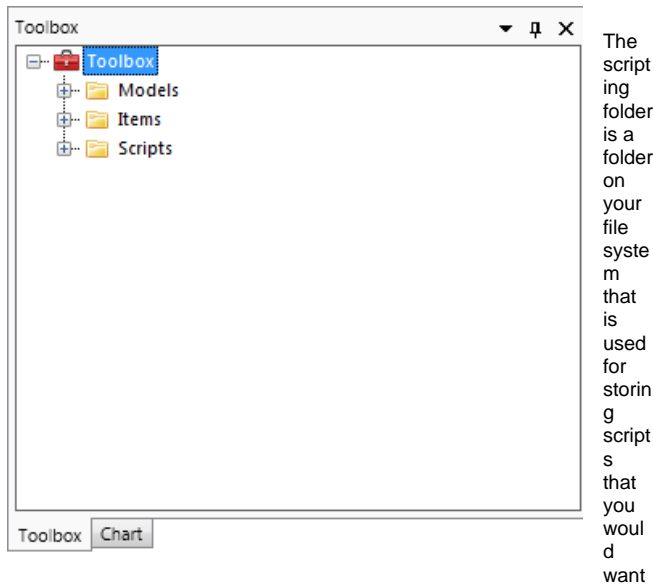 Toolbox
Toolbox
Models
Items
Scripts
Toolbox
Chart
The
script
ing
folder
is a
folder
on
your
file
syste
m
that
is
used
for
storin
g
script
s
that
you
woul
d
want